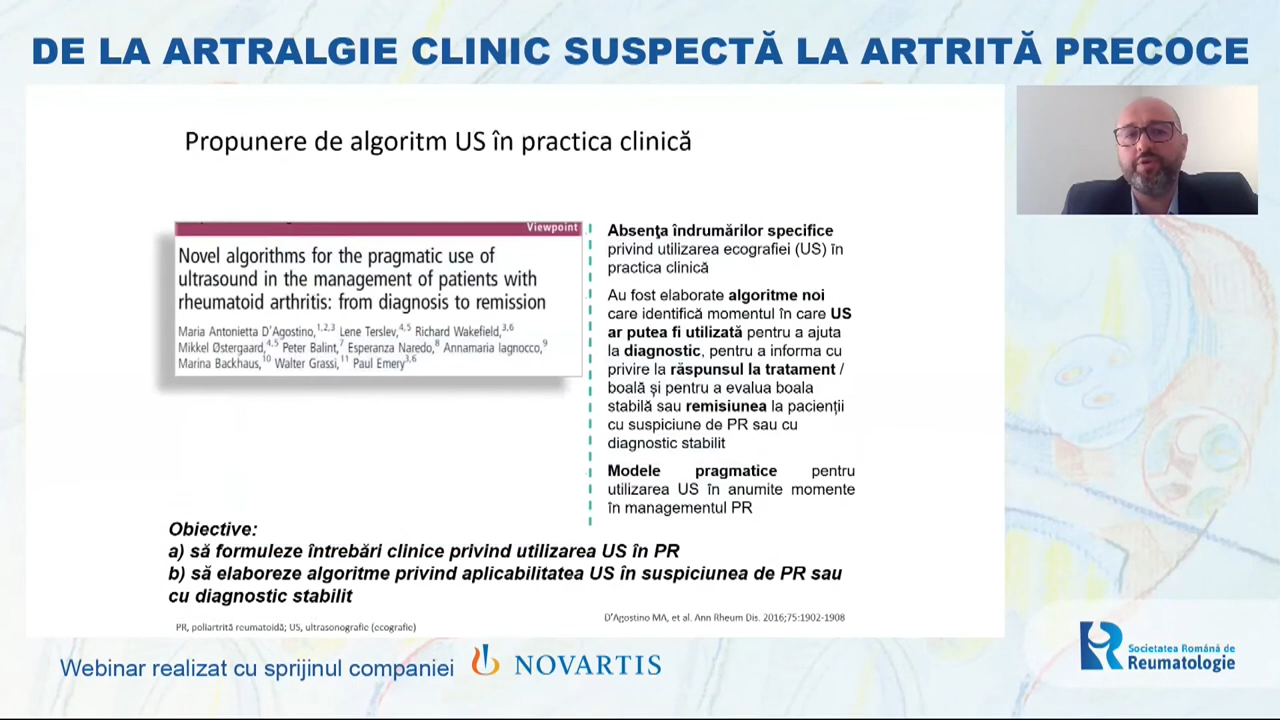 DE LA ARTRALGIE CLINIC SUSPECTĂ LA ARTRITĂ PRECOCE
Propunere de algoritm US în practica clinică
Viewpoint
Novel algorithms for the pragmatic use of
ultrasound in the management of patients with
rheumatoid arthritis: from diagnosis to remission
Maria Antonietta D'Agostino,1,2,3 Lene Terslev,4,5 Richard Wakefield,3,6
Mikkel Østergaard,4,5 Peter Balint,7 Esperanza Naredo,8 Annamaria Iagnocco,9
Marina Backhaus,10 Walter Grassi,11 Paul Emery3,6
Absenţa îndrumărilor specifice
privind utilizarea ecografiei (US) în
practica clinică
Au fost elaborate algoritme noi
care identifică momentul în care US
ar putea fi utilizată pentru a ajuta
la diagnostic, pentru a informa cu
privire la răspunsul la tratament /
boală și pentru a evalua boala
stabilă sau remisiunea la pacienții
cu suspiciune de PR sau cu
diagnostic stabilit
Modele pragmatice pentru
utilizarea US în anumite momente
în managementul PR
Obiective:
a) să formuleze întrebări clinice privind utilizarea US în PR
b) să elaboreze algoritme privind aplicabilitatea US în suspiciunea de PR sau
cu diagnostic stabilit
PR, poliartrită reumatoidă; US, ultrasonografie (ecografie)
D'Agostino MA, et al. Ann Rheum Dis. 2016;75:1902-1908
Webinar realizat cu sprijinul companiei
NOVARTIS
Societatea Română de
Reumatologie